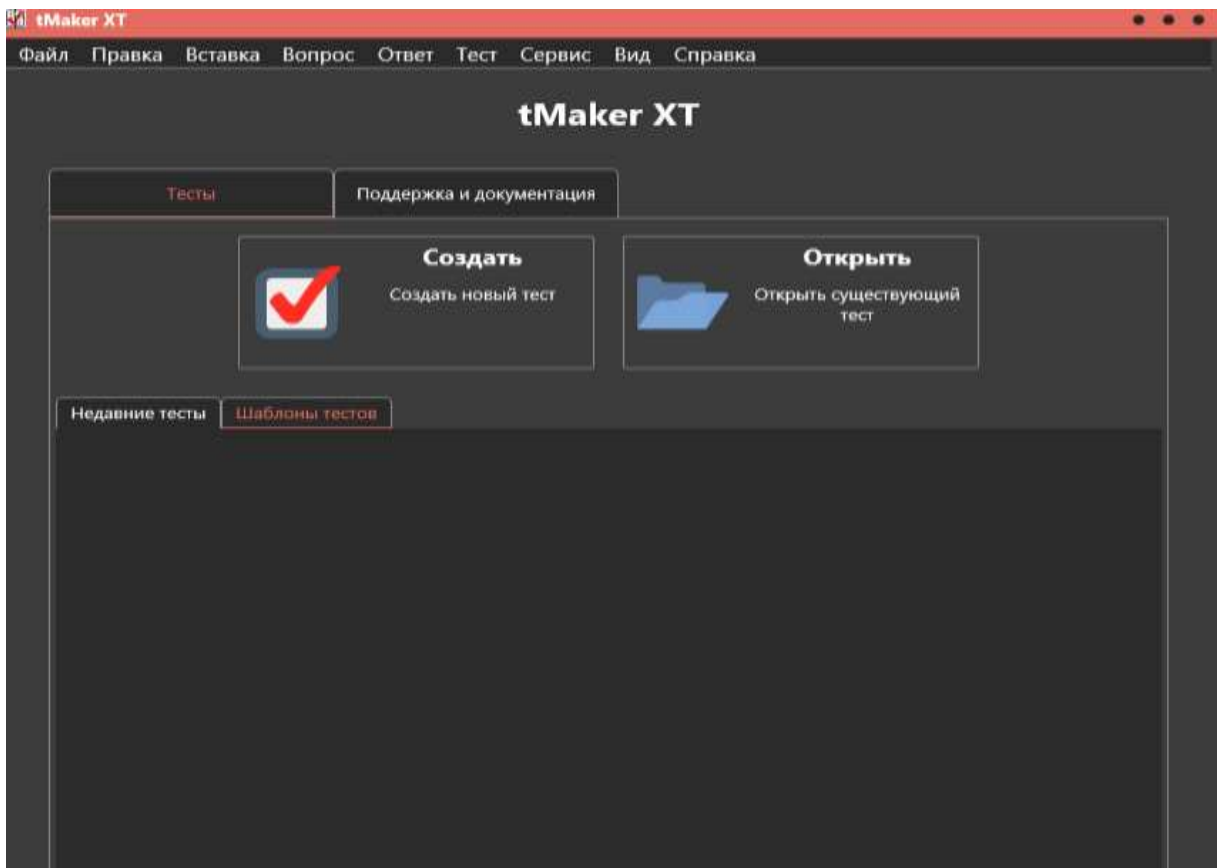 tMaker XT
Файл Правка Вставка Вопрос Ответ Тест Сервис Вид Справка
tMaker XT
Тесты Поддержка и документация
Создать
Создать новый тест
Открыть
Открыть существующий
тест
Недавние тесты Шаблоны тестов